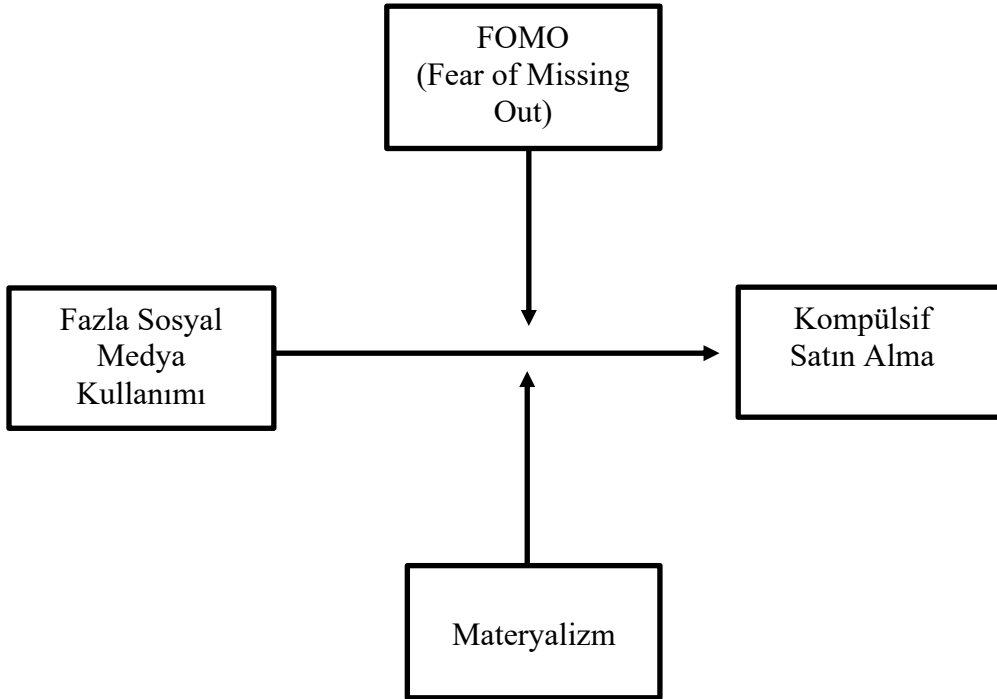 FOMO
(Fear of Missing
Out)
Fazla Sosyal
Medya
Kullanımı
Kompülsif
Satın Alma
Materyalizm